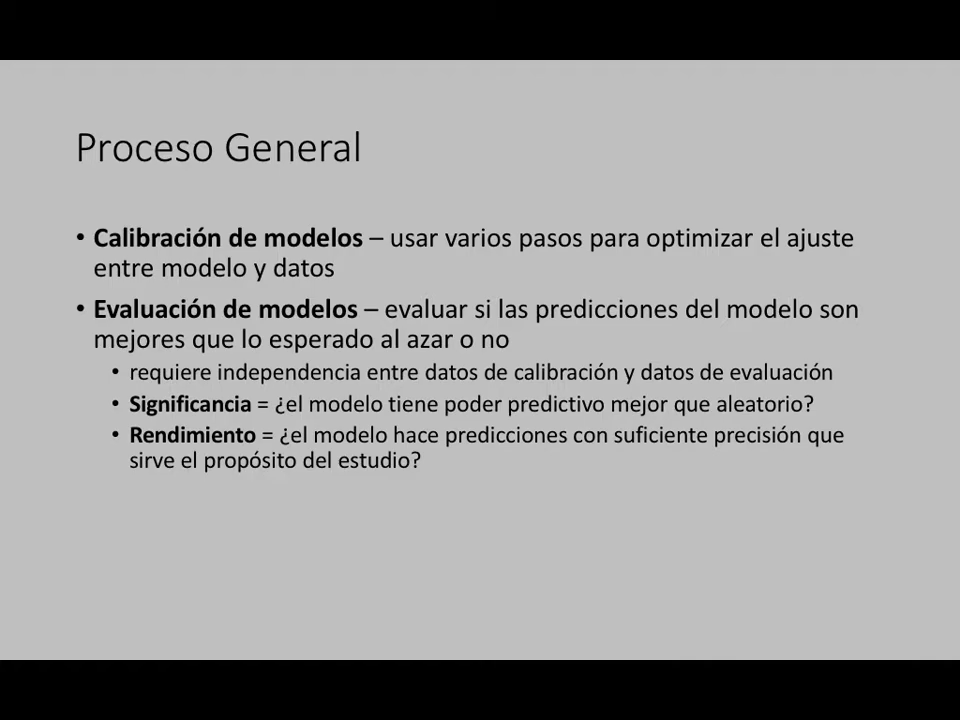 Proceso General
• Calibración de modelos – usar varios pasos para optimizar el ajuste
entre modelo y datos
• Evaluación de modelos – evaluar si las predicciones del modelo son
mejores que lo esperado al azar o no
• requiere independencia entre datos de calibración y datos de evaluación
• Significancia = ¿el modelo tiene poder predictivo mejor que aleatorio?
• Rendimiento = ¿el modelo hace predicciones con suficiente precisión que
sirve el propósito del estudio?